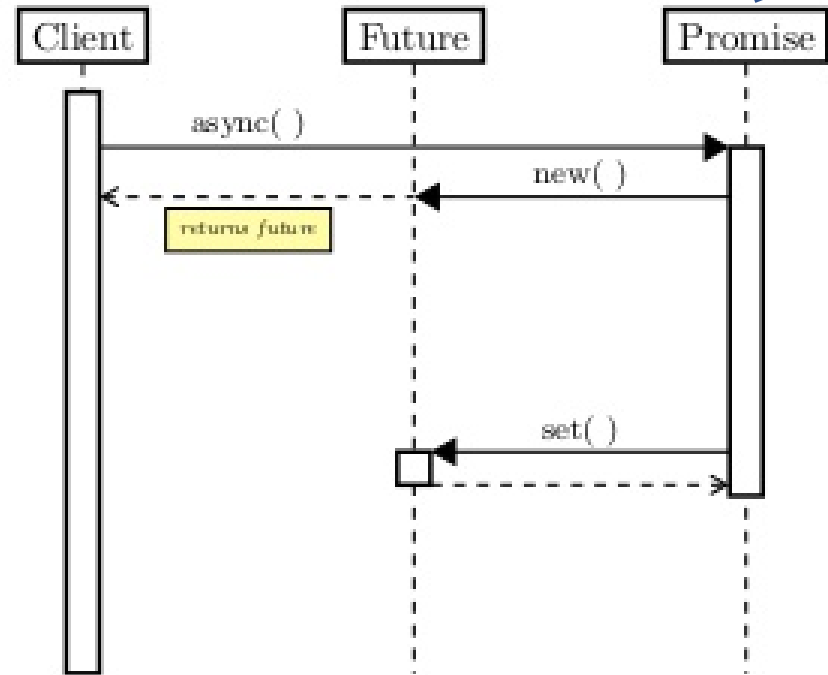 Client
Future
Promise
async( )
new( )
returns future
set( )